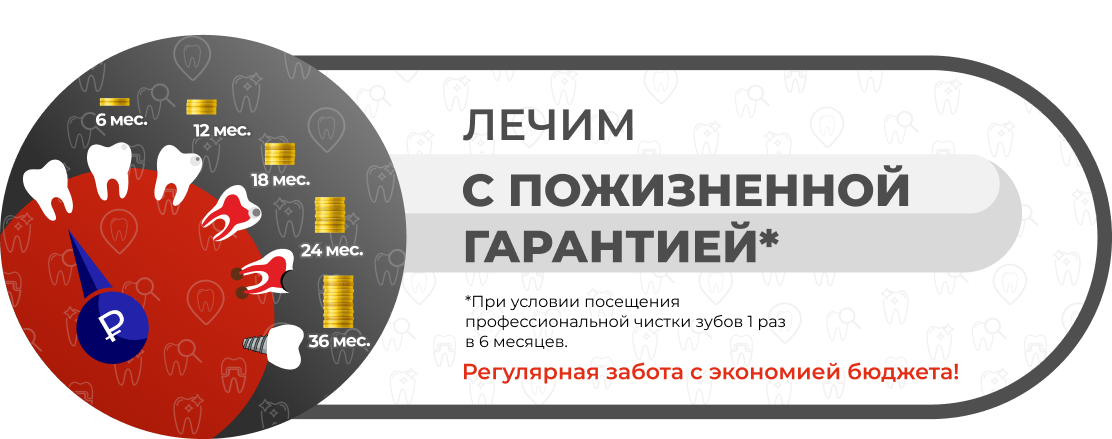 6 мес.
12 мес.
18 мес.
24 мес.
36 мес.
₽
ЛЕЧИМ
С ПОЖИЗНЕННОЙ
ГАРАНТИЕЙ*
*При условии посещения
профессиональной чистки зубов 1 раз
в 6 месяцев.
Регулярная забота с экономией бюджета!